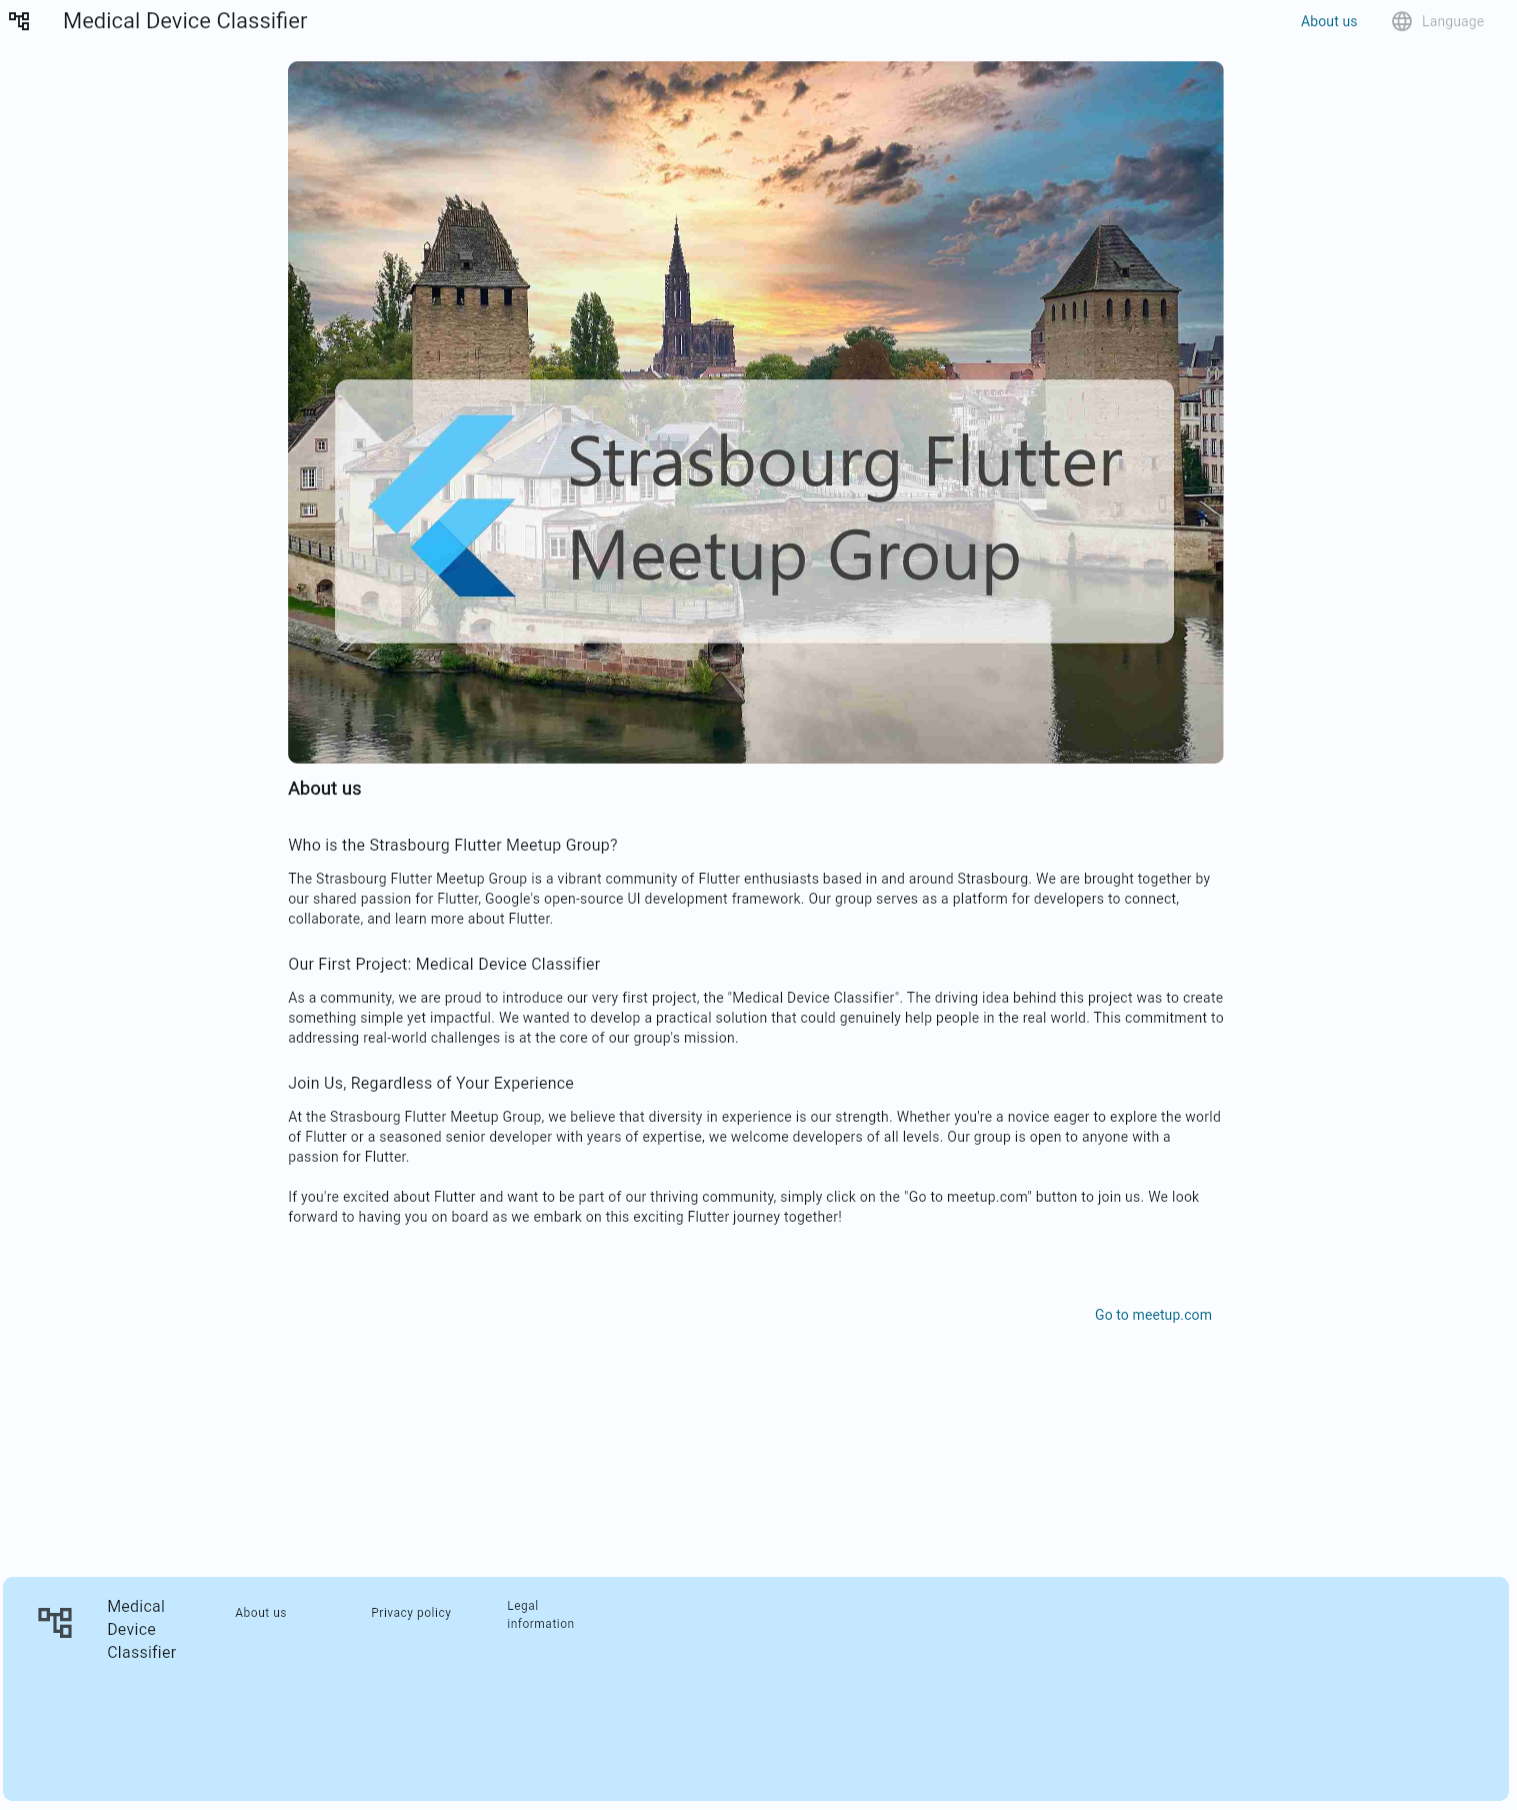 Medical Device Classifier
About us
Language
Strasbourg Flutter
Meetup Group
About us
Who is the Strasbourg Flutter Meetup Group?
The Strasbourg Flutter Meetup Group is a vibrant community of Flutter enthusiasts based in and around Strasbourg. We are brought together by
our shared passion for Flutter, Google's open-source UI development framework. Our group serves as a platform for developers to connect,
collaborate, and learn more about Flutter.
Our First Project: Medical Device Classifier
As a community, we are proud to introduce our very first project, the "Medical Device Classifier". The driving idea behind this project was to create
something simple yet impactful. We wanted to develop a practical solution that could genuinely help people in the real world. This commitment to
addressing real-world challenges is at the core of our group's mission.
Join Us, Regardless of Your Experience
At the Strasbourg Flutter Meetup Group, we believe that diversity in experience is our strength. Whether you're a novice eager to explore the world
of Flutter or a seasoned senior developer with years of expertise, we welcome developers of all levels. Our group is open to anyone with a
passion for Flutter.
If you're excited about Flutter and want to be part of our thriving community, simply click on the "Go to meetup.com" button to join us. We look
forward to having you on board as we embark on this exciting Flutter journey together!
Go to meetup.com
Medical
Device
Classifier
About us
Privacy policy
Legal
information